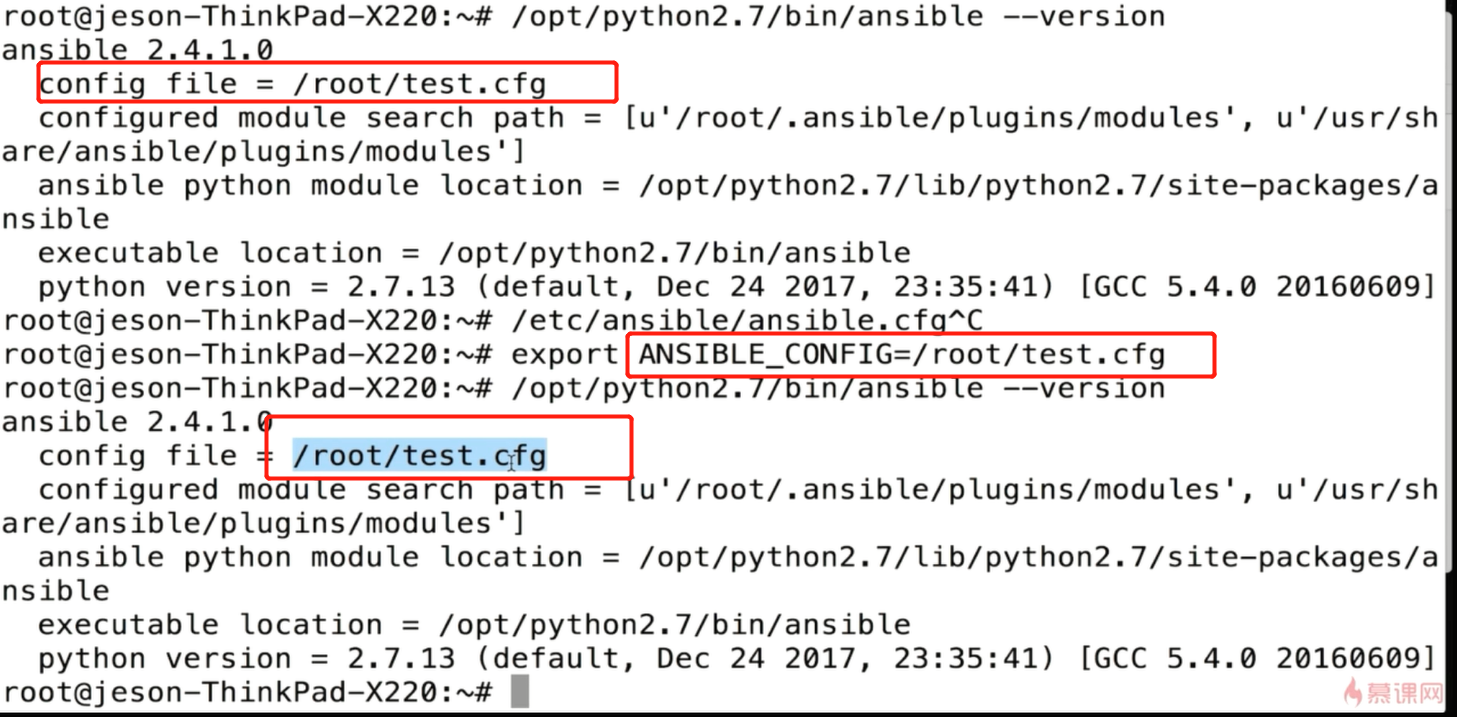 root@jeson-ThinkPad-X220:~# /opt/python2.7/bin/ansible --version
ansible 2.4.1.0
  config file = /root/test.cfg
  configured module search path = [u'/root/.ansible/plugins/modules', u'/usr/sh
are/ansible/plugins/modules']
  ansible python module location = /opt/python2.7/lib/python2.7/site-packages/a
nsible
  executable location = /opt/python2.7/bin/ansible
  python version = 2.7.13 (default, Dec 24 2017, 23:35:41) [GCC 5.4.0 20160609]
root@jeson-ThinkPad-X220:~# /etc/ansible/ansible.cfg^C
root@jeson-ThinkPad-X220:~# export ANSIBLE_CONFIG=/root/test.cfg
root@jeson-ThinkPad-X220:~# /opt/python2.7/bin/ansible --version
ansible 2.4.1.0
  config file = /root/test.cfg
  configured module search path = [u'/root/.ansible/plugins/modules', u'/usr/sh
are/ansible/plugins/modules']
  ansible python module location = /opt/python2.7/lib/python2.7/site-packages/a
nsible
  executable location = /opt/python2.7/bin/ansible
  python version = 2.7.13 (default, Dec 24 2017, 23:35:41) [GCC 5.4.0 20160609]
root@jeson-ThinkPad-X220:~#
慕课网